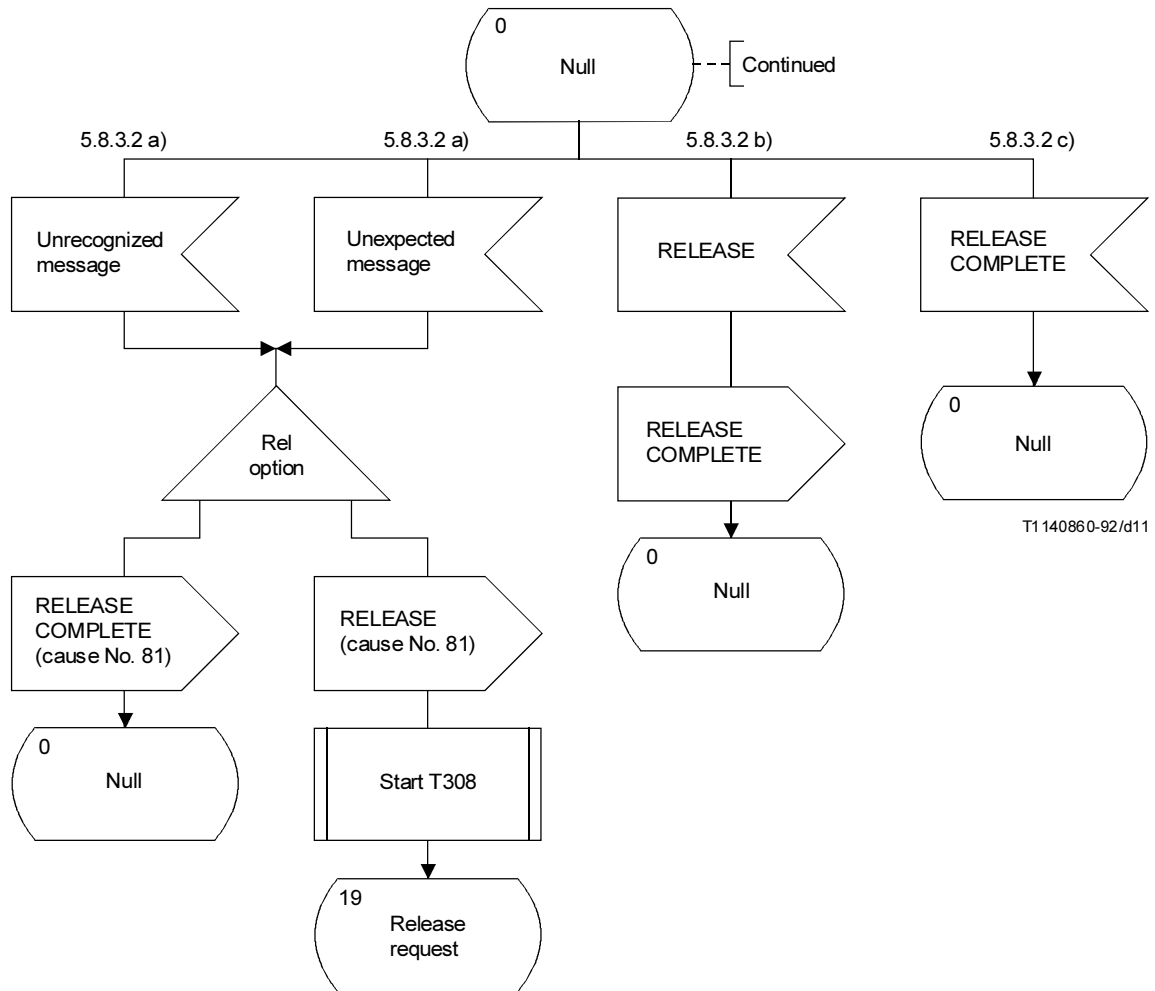 0
Null
Continued
5.8.3.2 a)
5.8.3.2 a)
5.8.3.2 b)
5.8.3.2 c)
Unrecognized
message
Unexpected
message
RELEASE
RELEASE
COMPLETE
Rel
option
RELEASE
COMPLETE
0
Null
T1140860-92/d11
RELEASE
COMPLETE
(cause No. 81)
RELEASE
(cause No. 81)
0
Null
0
Null
Start T308
19
Release
request